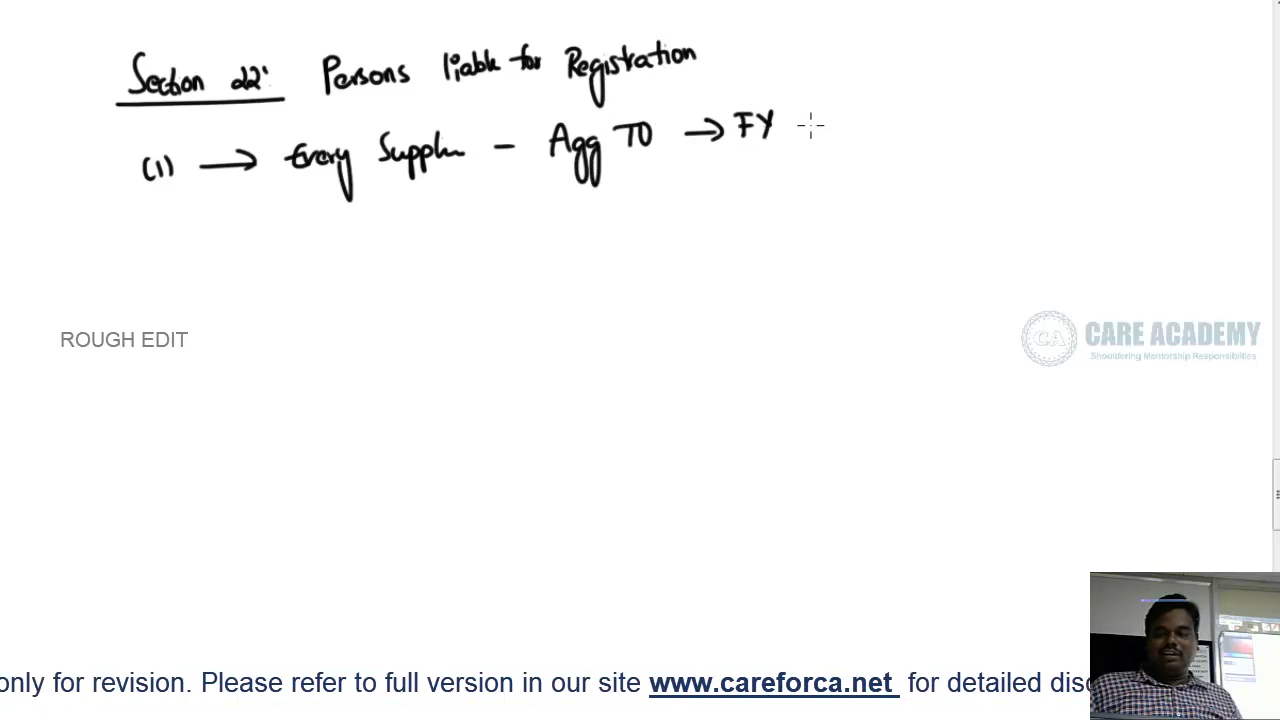 Section 22: Persons liable for Registration
(1) → Every Supplier - Agg TO → FY
ROUGH EDIT
CA CARE ACADEMY
Shouldering Mentorship Responsibilities
only for revision. Please refer to full version in our site www.careforca.net for detailed disc